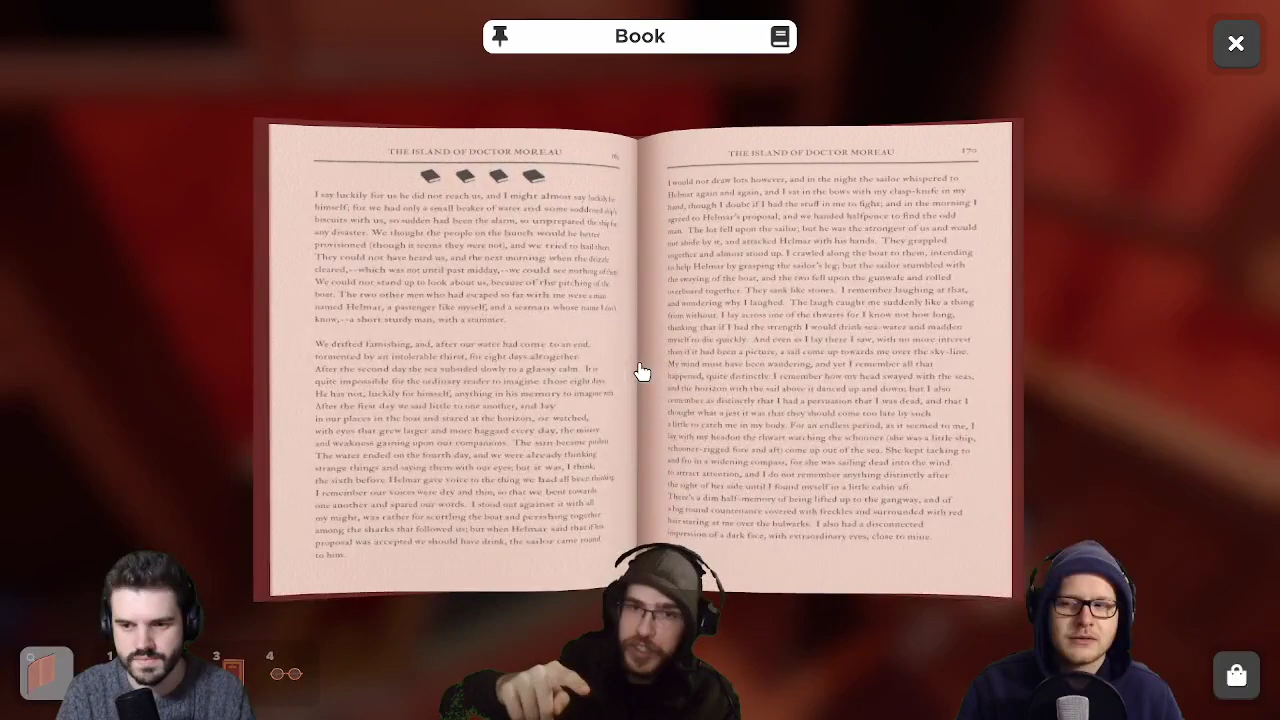 Book
THE ISLAND OF DOCTOR MOREAU
I say luckily for us he did not reach us, and I might almost say luckily for
himself; for we had only a small beaker of water and some soddened ship's
biscuits with us, so sudden had been the alarm, so unprepared the ship for
any disaster. We thought the people on the launch would be better
provisioned (though it seems they were not), and we tried to hail them.
They could not have heard us, and the next morning when the drizzle
cleared,--which was not until past midday,--we could see nothing of them.
We could not stand up to look about us, because of the pitching of the
boat. The two other men who had escaped so far with me were a man
named Helmar, a passenger like myself, and a seaman whose name I don't
know,--a short sturdy man, with a stammer.
We drifted famishing, and, after our water had come to an end,
tormented by an intolerable thirst, for eight days altogether.
After the second day the sea subsided slowly to a glassy calm. It is
quite impossible for the ordinary reader to imagine those eight days.
He has not, luckily for himself, anything in his memory to imagine with.
After the first day we said little to one another, and lay
in our places in the boat and stared at the horizon, or watched,
with eyes that grew larger and more haggard every day, the misery
and weakness gaining upon our companions. The sun became pitiless.
The water ended on the fourth day, and we were already thinking
strange things and saying them with our eyes; but it was, I think,
the sixth before Helmar gave voice to the thing we had all been thinking.
I remember our voices were dry and thin, so that we bent towards
one another and spared our words. I stood out against it with all
my might, was rather for scuttling the boat and perishing together
among the sharks that followed us; but when Helmar said that if his
proposal was accepted we should have drink, the sailor came round
to him.
THE ISLAND OF DOCTOR MOREAU 170
I would not draw lots however, and in the night the sailor whispered to
Helmar again and again, and I sat in the bows with my clasp-knife in my
hand, though I doubt if I had the stuff in me to fight; and in the morning I
agreed to Helmar's proposal, and we handed halfpence to find the odd
man. The lot fell upon the sailor; but he was the strongest of us and would
not abide by it, and attacked Helmar with his hands. They grappled
together and almost stood up. I crawled along the boat to them, intending
to help Helmar by grasping the sailor's leg; but the sailor stumbled with
the swaying of the boat, and the two fell upon the gunwale and rolled
overboard together. They sank like stones. I remember laughing at that,
and wondering why I laughed. The laugh caught me suddenly like a thing
from without. I lay across one of the thwarts for I know not how long,
thinking that if I had the strength I would drink sea-water and madden
myself to die quickly. And even as I lay there I saw, with no more interest
than if it had been a picture, a sail come up towards me over the sky-line.
My mind must have been wandering, and yet I remember all that
happened, quite distinctly. I remember how my head swayed with the seas,
and the horizon with the sail above it danced up and down; but I also
remember as distinctly that I had a persuasion that I was dead, and that I
thought what a jest it was that they should come too late by such
a little to catch me in my body. For an endless period, as it seemed to me, I
lay with my head on the thwart watching the schooner (she was a little ship,
schooner-rigged fore and aft) come up out of the sea. She kept tacking to
and fro in a widening compass, for she was sailing dead into the wind.
to attract attention, and I do not remember anything distinctly after
the sight of her side until I found myself in a little cabin aft.
There's a dim half-memory of being lifted up to the gangway, and of
a big round countenance covered with freckles and surrounded with red
hair staring at me over the bulwarks. I also had a disconnected
impression of a dark face, with extraordinary eyes, close to mine.
1
3
4